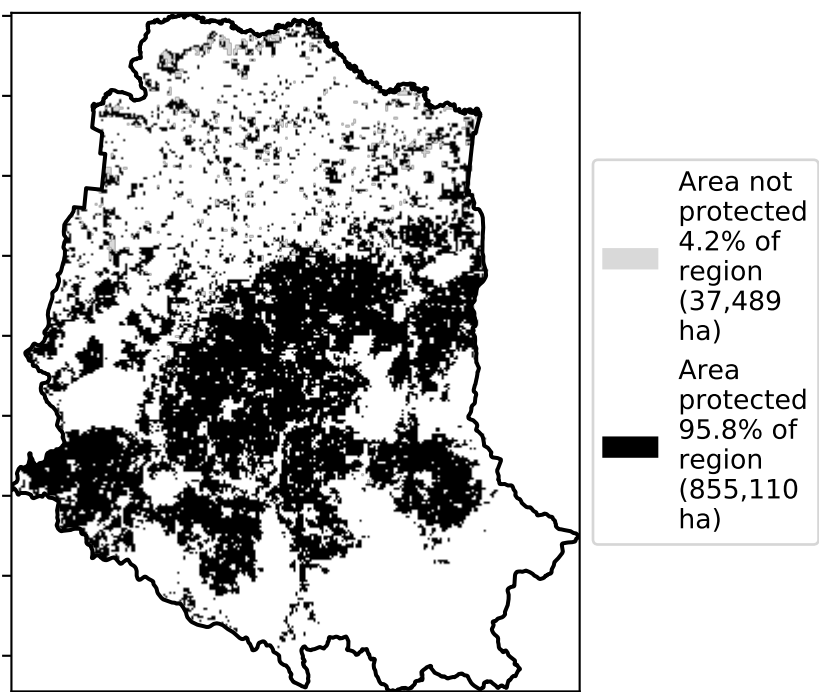 Area not
protected
4.2% of
region
(37,489
ha)
Area
protected
95.8% of
region
(855,110
ha)